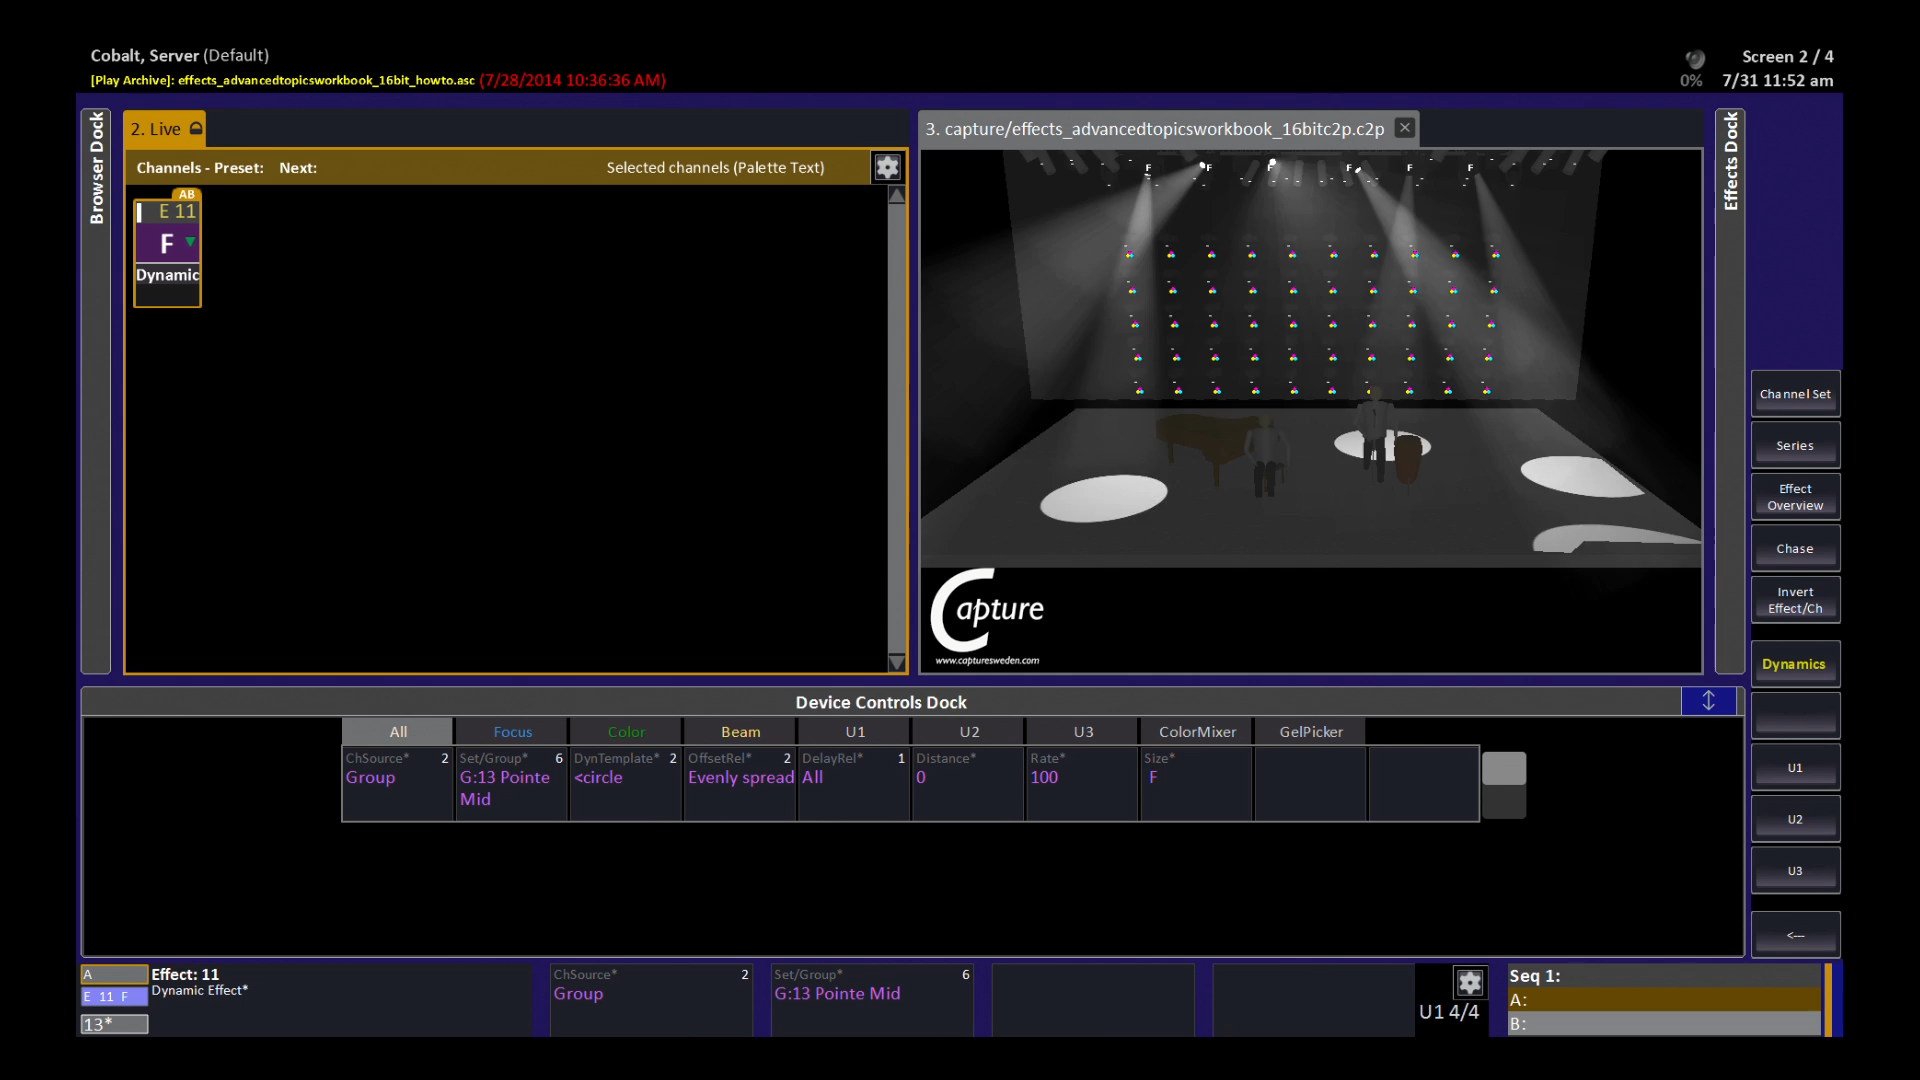 Cobalt, Server (Default)
[Play Archive]: effects_advancedtopicsworkbook_16bit_howto.asc (7/28/2014 10:36:36 AM)
Screen 2 / 4
0% 7/31 11:52 am
Browser Dock
2. Live
Channels - Preset: Next: Selected channels (Palette Text)
AB
E 11
F
Dynamic
3. capture/effects_advancedtopicsworkbook_16bitc2p.c2p
F F F F F F
Capture
www.capturesweden.com
Effects Dock
Channel Set
Series
Effect
Overview
Chase
Invert
Effect/Ch
Dynamics
U1
U2
U3
<---
Device Controls Dock
All Focus Color Beam U1 U2 U3 ColorMixer GelPicker
ChSource* 2 Set/Group* 6 DynTemplate* 2 OffsetRel* 2 DelayRel* 1 Distance* Rate* Size*
Group G:13 Pointe Mid <circle Evenly spread All 0 100 F
A
Effect: 11
E 11 F
Dynamic Effect*
13*
ChSource* 2
Group
Set/Group* 6
G:13 Pointe Mid
U1 4/4
Seq 1:
A:
B: